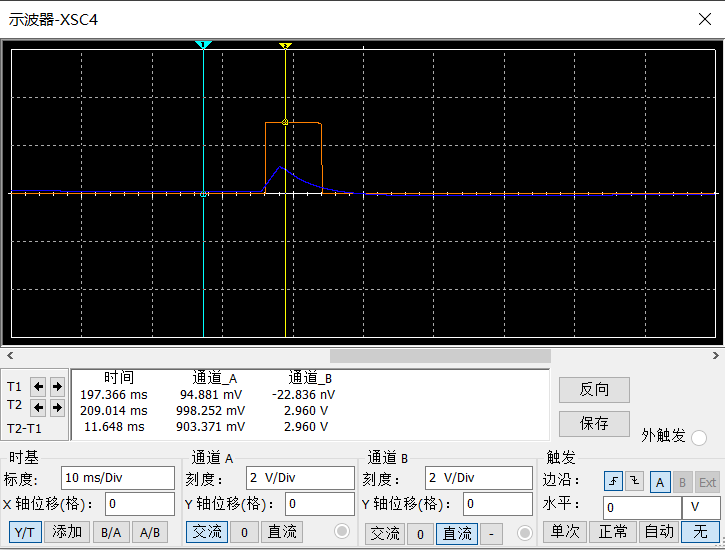 示波器-XSC4
1 2
时间 通道_A 通道_B
T1 197.366 ms 94.881 mV -22.836 nV
T2 209.014 ms 998.252 mV 2.960 V
T2-T1 11.648 ms 903.371 mV 2.960 V
反向
保存
外触发
时基 通道 A 通道 B 触发
标度: 10 ms/Div 刻度: 2 V/Div 刻度: 2 V/Div 边沿: A B Ext
X 轴位移(格): 0 Y 轴位移(格): 0 Y 轴位移(格): 0 水平: 0 V
Y/T 添加 B/A A/B 交流 0 直流 交流 0 直流 - 单次 正常 自动 无